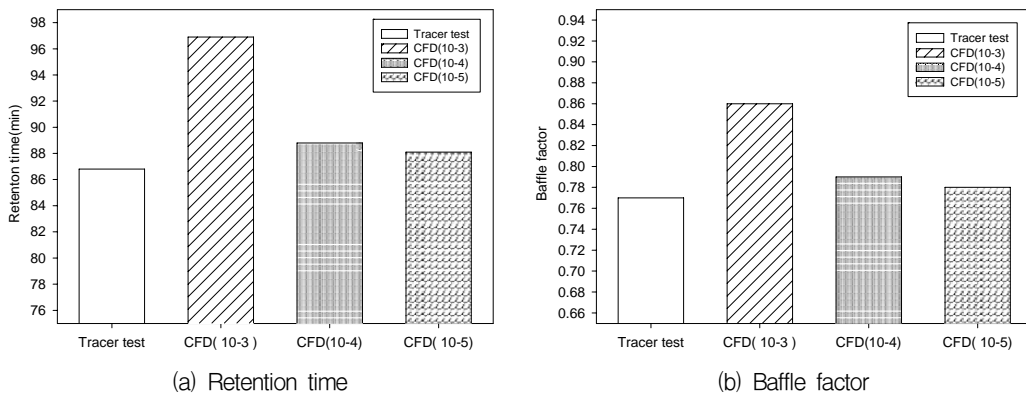 98
96
94
92
90
88
86
84
82
80
78
76
Retenton time(min)
Tracer test
CFD(10-3)
CFD(10-4)
CFD(10-5)
Tracer test
CFD( 10-3 )
CFD(10-4)
CFD( 10-5)
(a) Retention time
0.94
0.92
0.90
0.88
0.86
0.84
0.82
0.80
0.78
0.76
0.74
0.72
0.70
0.68
0.66
Baffle factor
Tracer test
CFD(10-3)
CFD(10-4)
CFD(10-5)
Tracer test
CFD( 10-3 )
CFD(10-4)
CFD( 10-5)
(b) Baffle factor